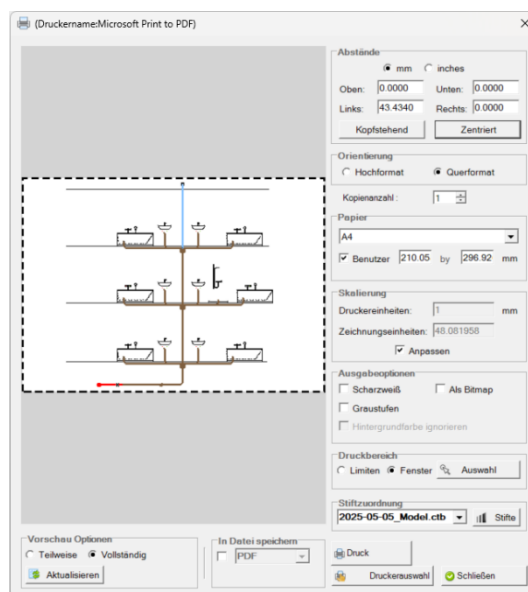 (Druckername:Microsoft Print to PDF)
Abstände
mm inches
Oben: 0.0000 Unten: 0.0000
Links: 43.4340 Rechts: 0.0000
Kopfstehend Zentriert
Orientierung
Hochformat Querformat
Kopienanzahl : 1
Papier
A4
Benutzer 210.05 by 296.92 mm
Skalierung
Druckereinheiten: 1 mm
Zeichnungseinheiten: 48.081958
Anpassen
Ausgabeoptionen
Scharzweiß Als Bitmap
Graustufen
Hintergrundfarbe ignorieren
Druckbereich
Limiten Fenster Auswahl
Stiftzuordnung
2025-05-05_Model.ctb Stifte
Vorschau Optionen
Teilweise Vollständig
Aktualisieren
In Datei speichern
PDF
Druck
Druckerauswahl Schließen